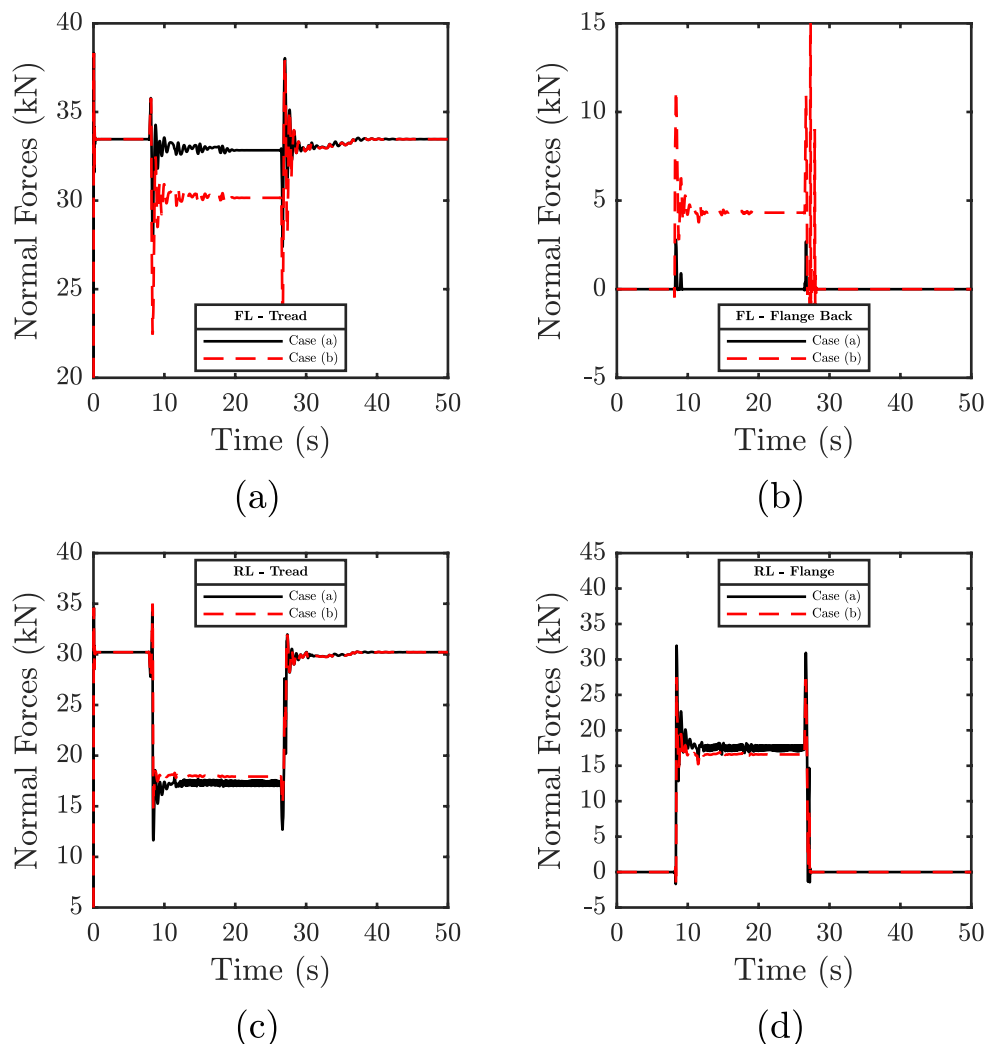 Normal Forces (kN)
40
35
30
25
20
FL - Tread
Case (a)
Case (b)
0 10 20 30 40 50
Time (s)
(a)
Normal Forces (kN)
15
10
5
0
-5
FL - Flange Back
Case (a)
Case (b)
0 10 20 30 40 50
Time (s)
(b)
Normal Forces (kN)
40
35
30
25
20
15
10
5
RL - Tread
Case (a)
Case (b)
0 10 20 30 40 50
Time (s)
(c)
Normal Forces (kN)
45
40
35
30
25
20
15
10
5
0
-5
RL - Flange
Case (a)
Case (b)
0 10 20 30 40 50
Time (s)
(d)